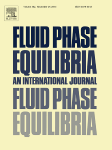 FLUID PHASE
EQUILIBRIA
AN INTERNATIONAL JOURNAL
FLUID PHASE
EQUILIBRIA